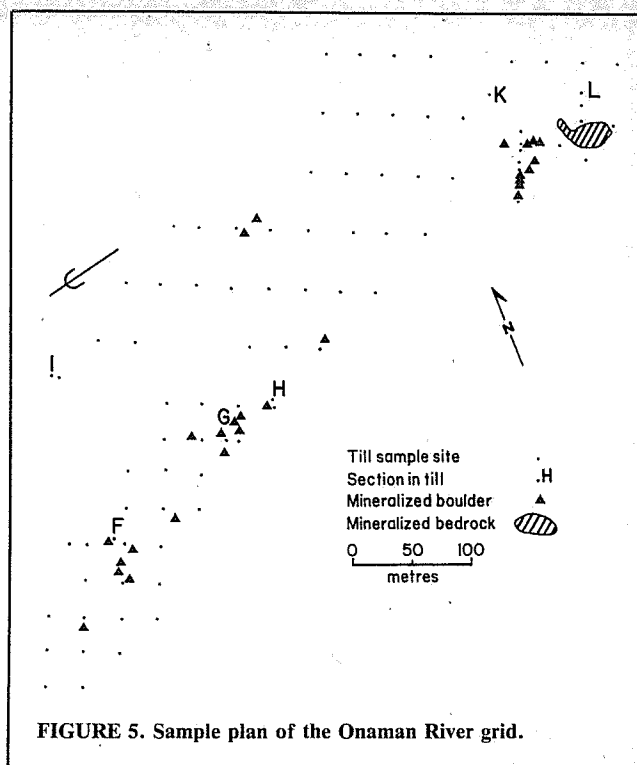 K
L
I
H
G
F
N
Till sample site
Section in till .H
Mineralized boulder
Mineralized bedrock
0 50 100
metres
FIGURE 5. Sample plan of the Onaman River grid.